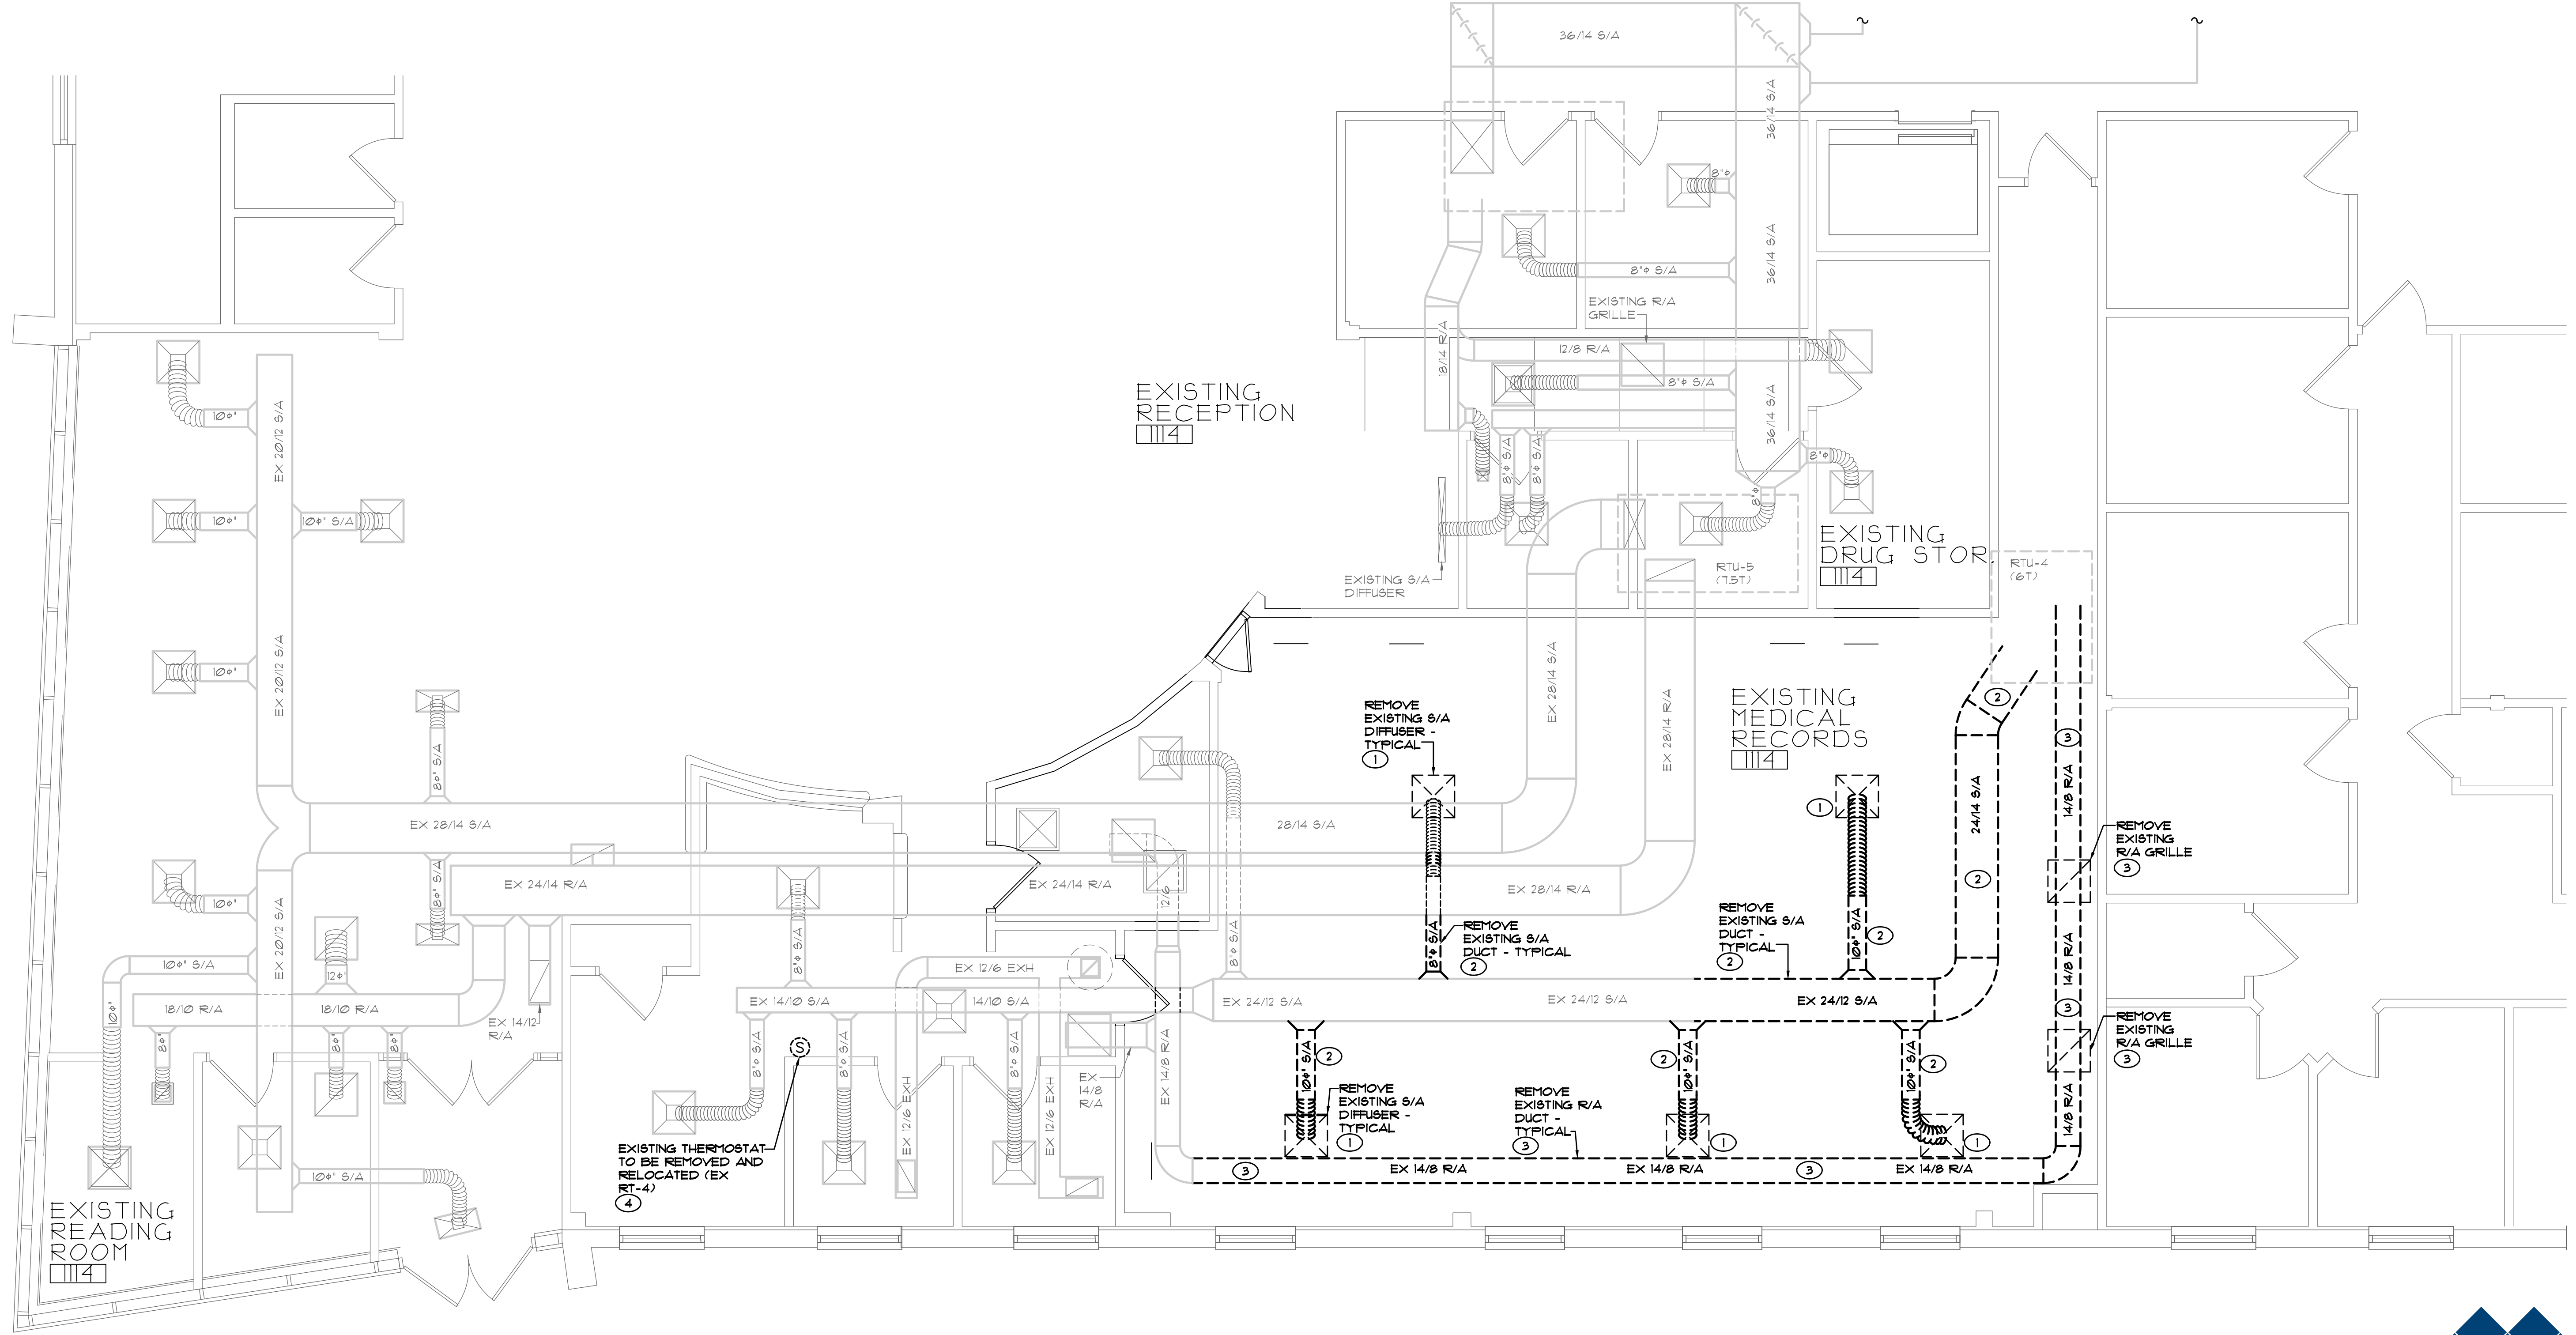 36/14 S/A
36/14 S/A
8"φ
36/14 S/A
8"φ S/A
EXISTING R/A
GRILLE
18/14 R/A
12/8 R/A
8"φ S/A
36/14 S/A
8"φ S/A
8"φ S/A
8"φ
8"φ
EXISTING
RECEPTION
1114
EXISTING S/A
DIFFUSER
RTU-5
(7.5T)
EXISTING
DRUG STOR.
1114
RTU-4
(6T)
10φ"
EX 20/12 S/A
10φ"
10φ" S/A
10φ"
EX 20/12 S/A
8φ" S/A
EX 28/14 S/A
28/14 S/A
EX 28/14 S/A
EX 28/14 R/A
8φ" S/A
10φ"
EX 20/12 S/A
EX 24/14 R/A
EX 24/14 R/A
12/6
EX 28/14 R/A
10φ" S/A
10φ"
12φ"
18/10 R/A
18/10 R/A
8φ"
8φ"
8φ"
EX 14/12
R/A
10φ" S/A
EXISTING
READING
ROOM
1114
8"φ S/A
8"φ S/A
EX 12/6 EXH
EX 14/10 S/A
14/10 S/A
EX 24/12 S/A
EX 24/12 S/A
EX 24/12 S/A
8"φ S/A
8"φ S/A
8"φ S/A
EX 12/6 EXH
EX 12/6 EXH
EX
14/8
R/A
EX 14/8 R/A
S
EXISTING THERMOSTAT
TO BE REMOVED AND
RELOCATED (EX
RT-4)
4
REMOVE
EXISTING S/A
DIFFUSER -
TYPICAL
1
EXISTING
MEDICAL
RECORDS
1114
1
2
24/14 S/A
2
3
14/8 R/A
REMOVE
EXISTING
R/A GRILLE
3
8"φ S/A
REMOVE
EXISTING S/A
DUCT - TYPICAL
2
REMOVE
EXISTING S/A
DUCT -
TYPICAL
2
10φ" S/A
2
14/8 R/A
3
REMOVE
EXISTING
R/A GRILLE
3
14/8 R/A
10φ" S/A
2
REMOVE
EXISTING S/A
DIFFUSER -
TYPICAL
1
REMOVE
EXISTING R/A
DUCT -
TYPICAL
3
2
10φ" S/A
1
10φ" S/A
2
1
3
EX 14/8 R/A
EX 14/8 R/A
3
EX 14/8 R/A